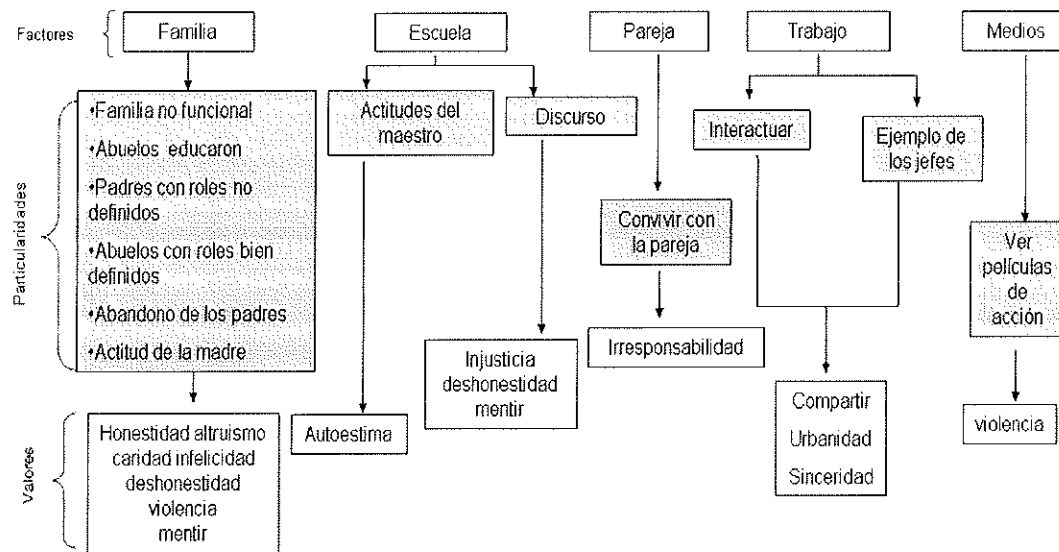 Factores
Familia
Escuela
Pareja
Trabajo
Medios
Particularidades
•Familia no funcional
•Abuelos educaron
•Padres con roles no
definidos
•Abuelos con roles bien
definidos
•Abandono de los padres
•Actitud de la madre
Actitudes del
maestro
Discurso
Convivir con
la pareja
Interactuar
Ejemplo de
los jefes
Ver
películas
de
acción
Valores
Honestidad altruismo
caridad infelicidad
deshonestidad
violencia
mentir
Autoestima
Injusticia
deshonestidad
mentir
Irresponsabilidad
Compartir
Urbanidad
Sinceridad
violencia